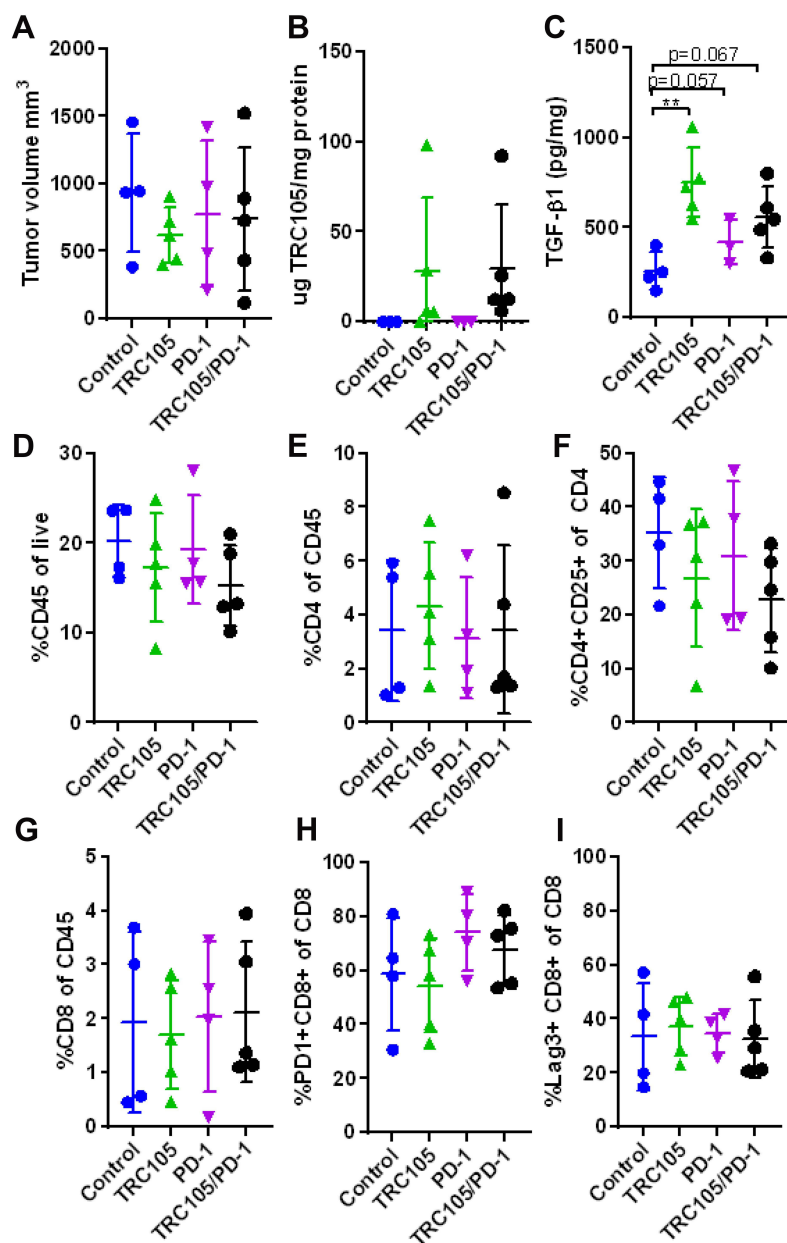 A
Tumor volume mm³
2000
1500
1000
500
0
Control
TRC105
PD-1
TRC105/PD-1
B
ug TRC105/mg protein
150
100
50
0
Control
TRC105
PD-1
TRC105/PD-1
C
TGF-β1 (pg/mg)
1500
1000
500
0
p=0.067
p=0.057
**
Control
TRC105
PD-1
TRC105/PD-1
D
%CD45 of live
30
20
10
0
Control
TRC105
PD-1
TRC105/PD-1
E
%CD4 of CD45
10
8
6
4
2
0
Control
TRC105
PD-1
TRC105/PD-1
F
%CD4+CD25+ of CD4
50
40
30
20
10
0
Control
TRC105
PD-1
TRC105/PD-1
G
%CD8 of CD45
5
4
3
2
1
0
Control
TRC105
PD-1
TRC105/PD-1
H
%PD1+CD8+ of CD8
100
80
60
40
20
0
Control
TRC105
PD-1
TRC105/PD-1
I
%Lag3+ CD8+ of CD8
100
80
60
40
20
0
Control
TRC105
PD-1
TRC105/PD-1